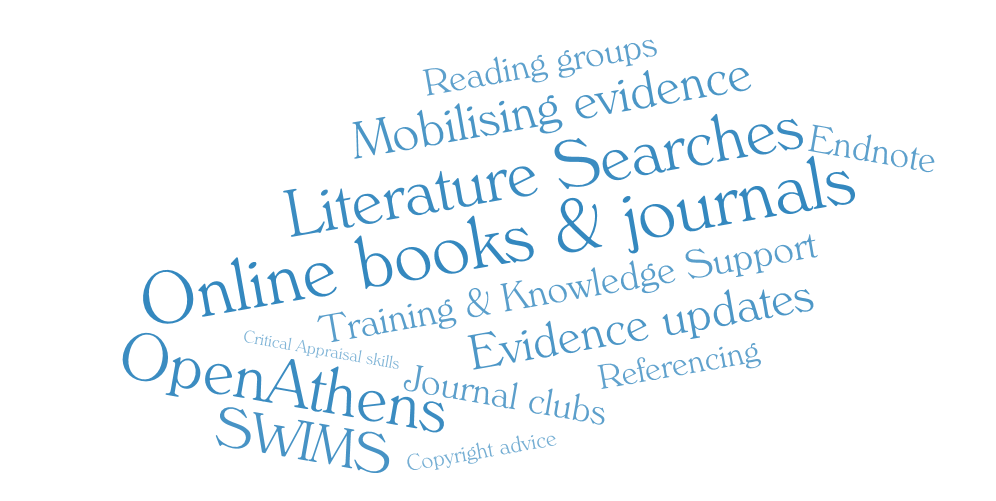 Reading groups
Mobilising evidence
Literature Searches
Endnote
Online books & journals
Training & Knowledge Support
Evidence updates
Critical Appraisal skills
OpenAthens
Journal clubs
Referencing
SWIMS
Copyright advice